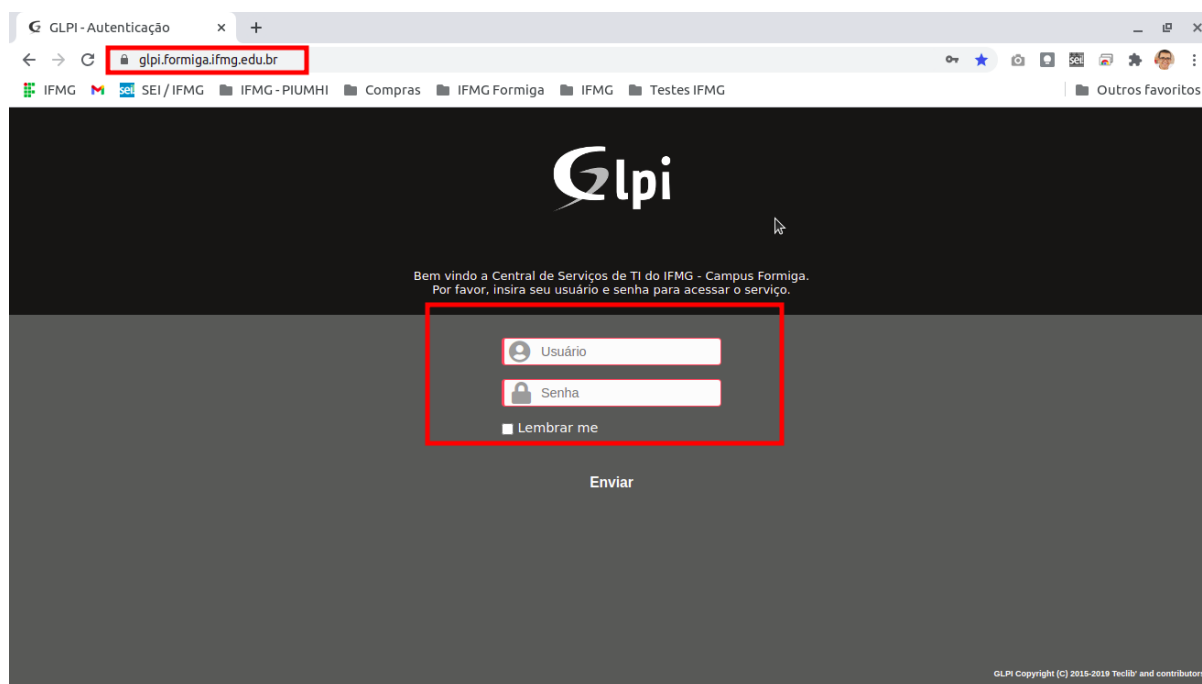 GLPI - Autenticação
glpi.formiga.ifmg.edu.br
IFMG sei! SEI / IFMG IFMG - PIUMHI Compras IFMG Formiga IFMG Testes IFMG Outros favoritos
Glpi
Bem vindo a Central de Serviços de TI do IFMG - Campus Formiga.
Por favor, insira seu usuário e senha para acessar o serviço.
Usuário
Senha
Lembrar me
Enviar
GLPI Copyright (C) 2015-2019 Teclib' and contributors